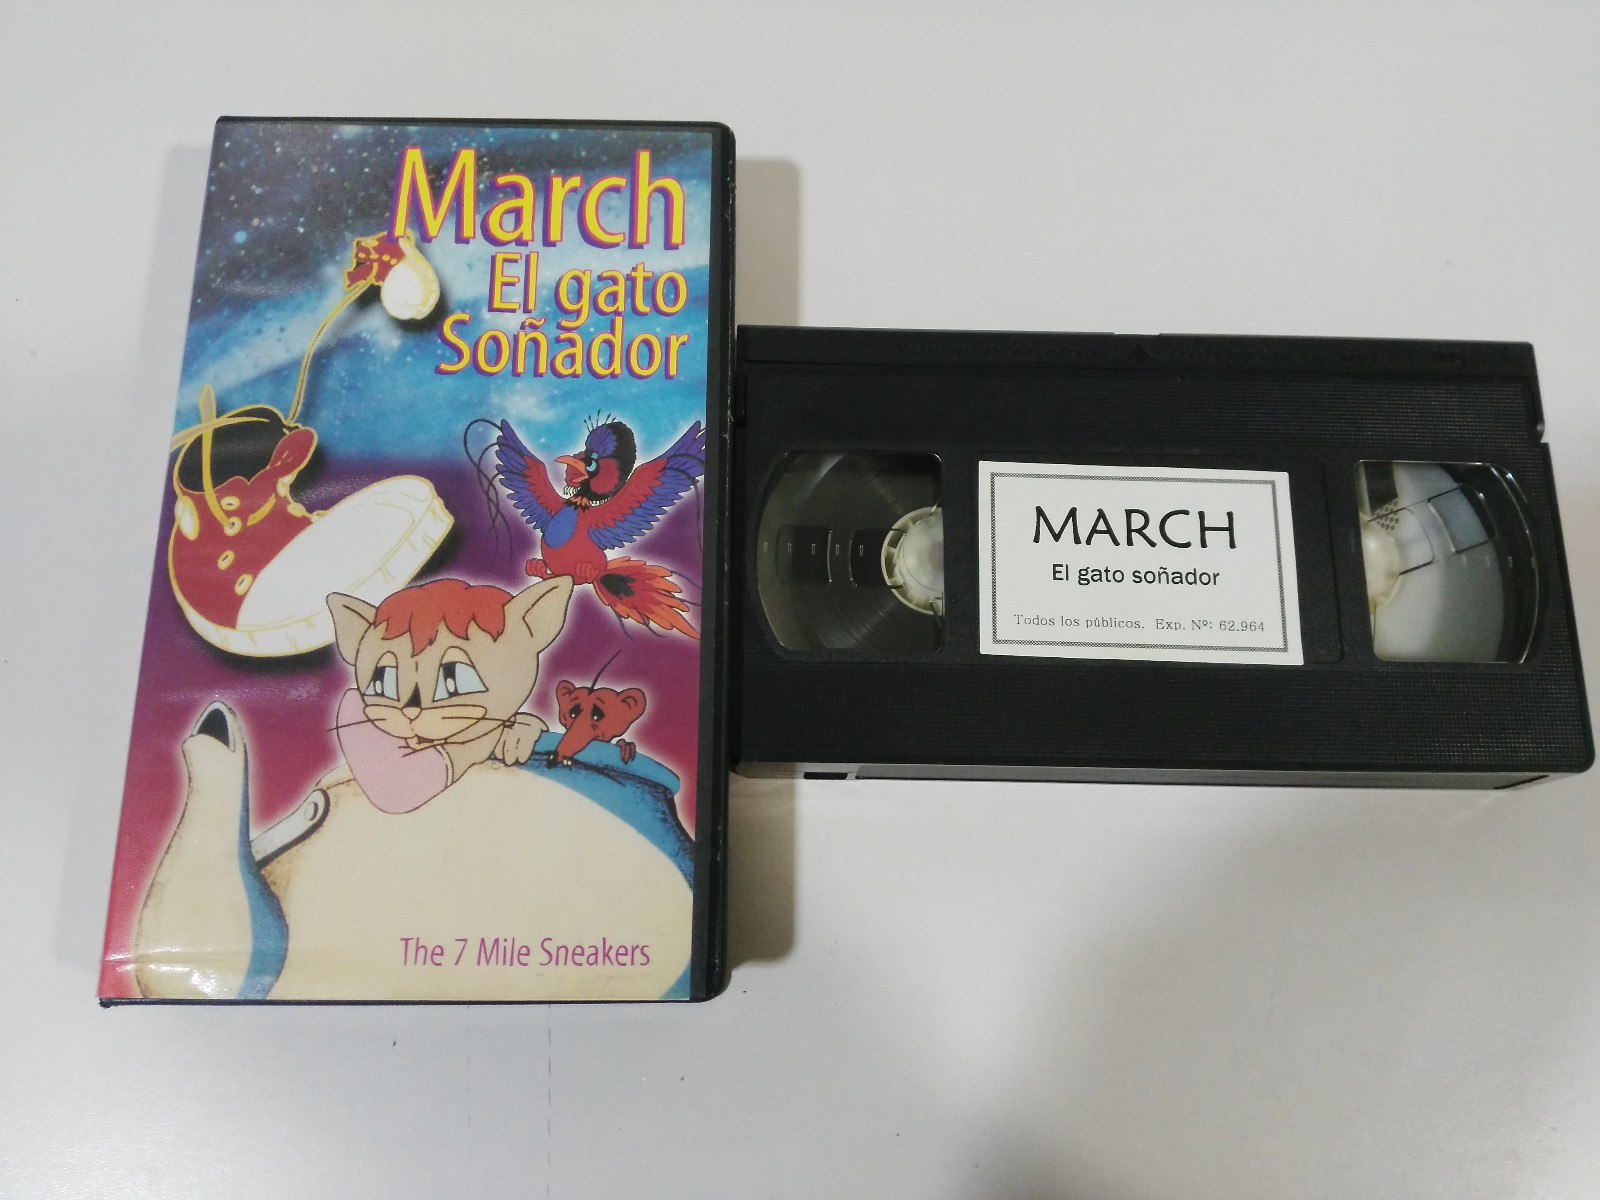 March
El gato
Soñador
The 7 Mile Sneakers
MARCH
El gato soñador
Todos los públicos. Exp. Nº: 62.964